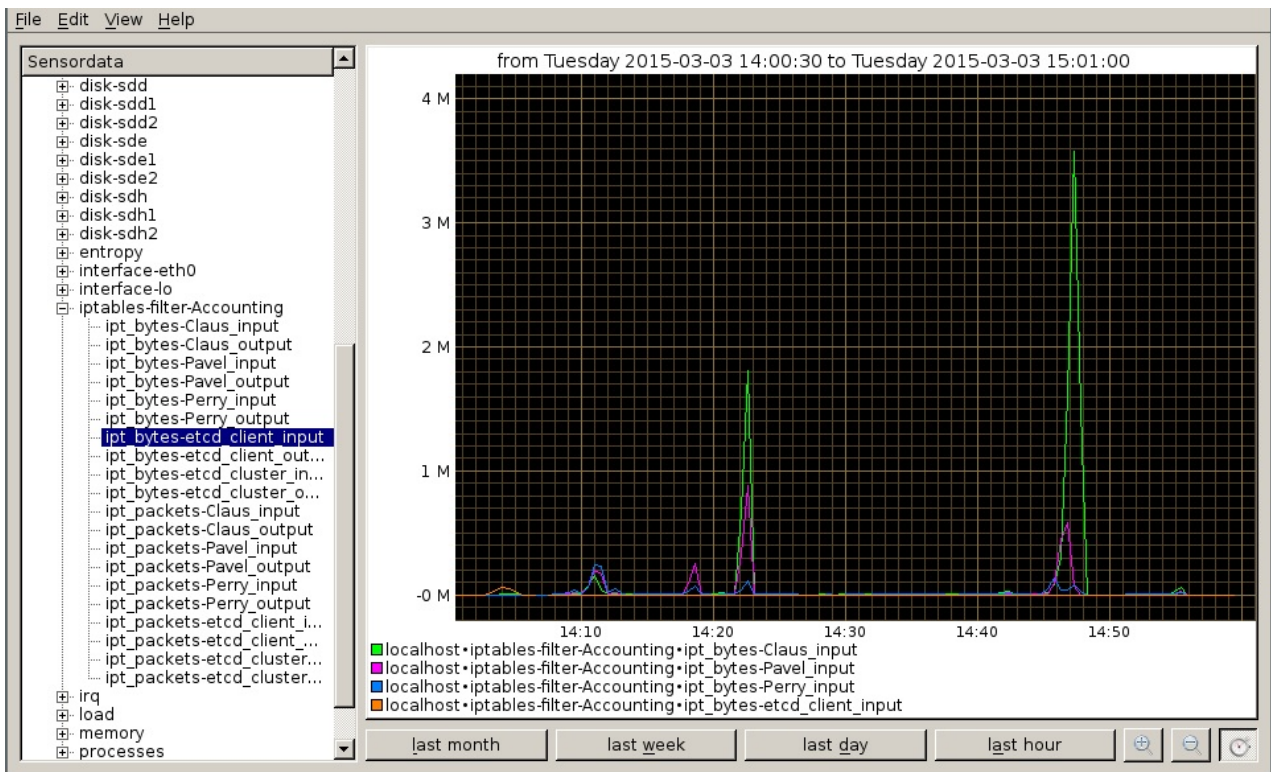 File Edit View Help
Sensordata
disk-sdd
disk-sdd1
disk-sdd2
disk-sde
disk-sde1
disk-sde2
disk-sdh
disk-sdh1
disk-sdh2
entropy
interface-eth0
interface-lo
iptables-filter-Accounting
ipt_bytes-Claus_input
ipt_bytes-Claus_output
ipt_bytes-Pavel_input
ipt_bytes-Pavel_output
ipt_bytes-Perry_input
ipt_bytes-Perry_output
ipt_bytes-etcd_client_input
ipt_bytes-etcd_client_out...
ipt_bytes-etcd_cluster_in...
ipt_bytes-etcd_cluster_o...
ipt_packets-Claus_input
ipt_packets-Claus_output
ipt_packets-Pavel_input
ipt_packets-Pavel_output
ipt_packets-Perry_input
ipt_packets-Perry_output
ipt_packets-etcd_client_i...
ipt_packets-etcd_client_...
ipt_packets-etcd_cluster...
ipt_packets-etcd_cluster...
irq
load
memory
processes
from Tuesday 2015-03-03 14:00:30 to Tuesday 2015-03-03 15:01:00
4 M
3 M
2 M
1 M
-0 M
14:10 14:20 14:30 14:40 14:50
localhost•iptables-filter-Accounting•ipt_bytes-Claus_input
localhost•iptables-filter-Accounting•ipt_bytes-Pavel_input
localhost•iptables-filter-Accounting•ipt_bytes-Perry_input
localhost•iptables-filter-Accounting•ipt_bytes-etcd_client_input
last month last week last day last hour